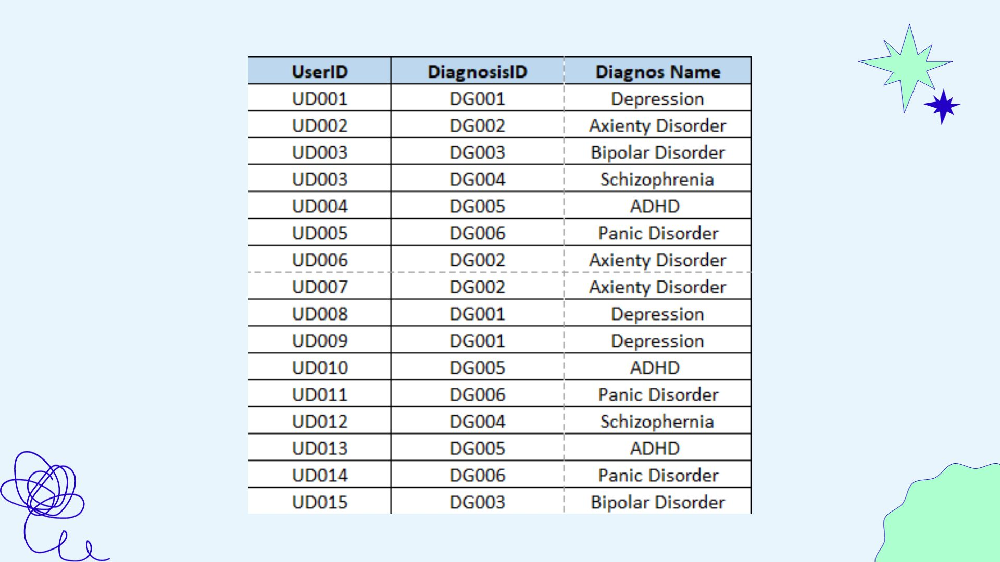 UserID DiagnosisID Diagnos Name
UD001 DG001 Depression
UD002 DG002 Axienty Disorder
UD003 DG003 Bipolar Disorder
UD003 DG004 Schizophrenia
UD004 DG005 ADHD
UD005 DG006 Panic Disorder
UD006 DG002 Axienty Disorder
UD007 DG002 Axienty Disorder
UD008 DG001 Depression
UD009 DG001 Depression
UD010 DG005 ADHD
UD011 DG006 Panic Disorder
UD012 DG004 Schizophernia
UD013 DG005 ADHD
UD014 DG006 Panic Disorder
UD015 DG003 Bipolar Disorder